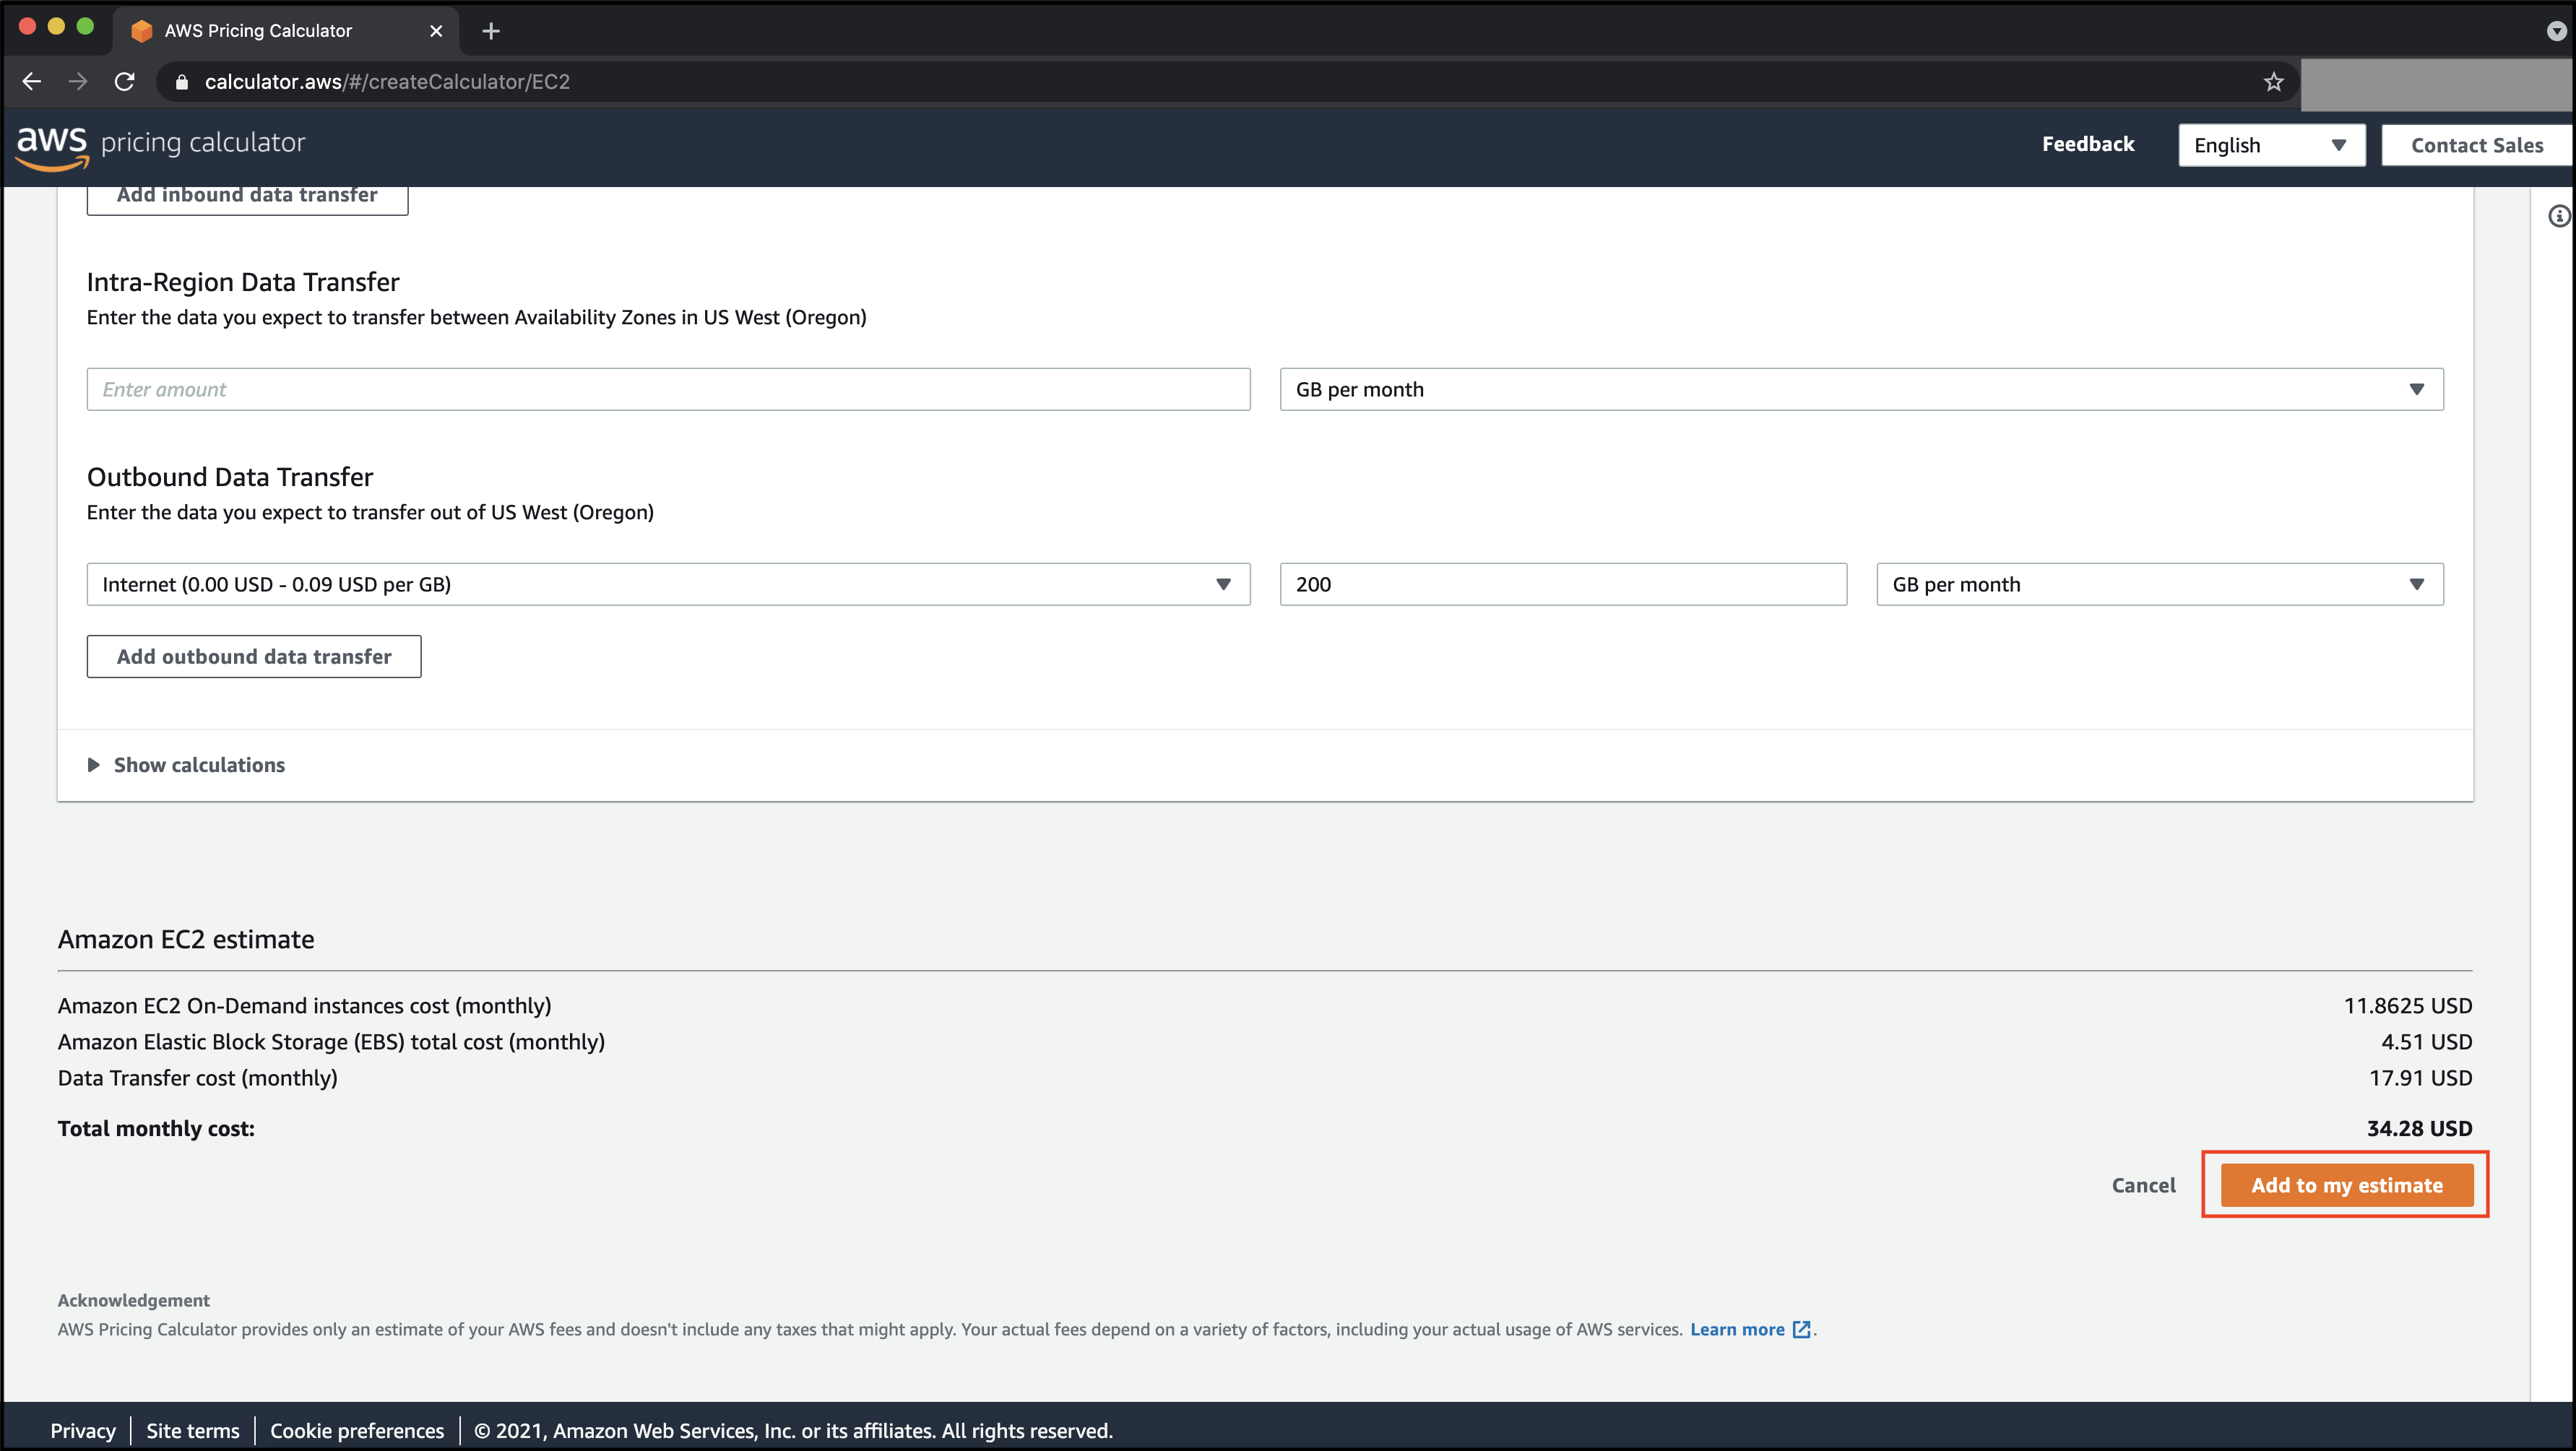 AWS Pricing Calculator
calculator.aws/#/createCalculator/EC2
aws pricing calculator
Feedback
English
Contact Sales
Add inbound data transfer
Intra-Region Data Transfer
Enter the data you expect to transfer between Availability Zones in US West (Oregon)
Enter amount
GB per month
Outbound Data Transfer
Enter the data you expect to transfer out of US West (Oregon)
Internet (0.00 USD - 0.09 USD per GB)
200
GB per month
Add outbound data transfer
Show calculations
Amazon EC2 estimate
Amazon EC2 On-Demand instances cost (monthly) 11.8625 USD
Amazon Elastic Block Storage (EBS) total cost (monthly) 4.51 USD
Data Transfer cost (monthly) 17.91 USD
Total monthly cost: 34.28 USD
Cancel
Add to my estimate
Acknowledgement
AWS Pricing Calculator provides only an estimate of your AWS fees and doesn't include any taxes that might apply. Your actual fees depend on a variety of factors, including your actual usage of AWS services. Learn more .
Privacy | Site terms | Cookie preferences | © 2021, Amazon Web Services, Inc. or its affiliates. All rights reserved.